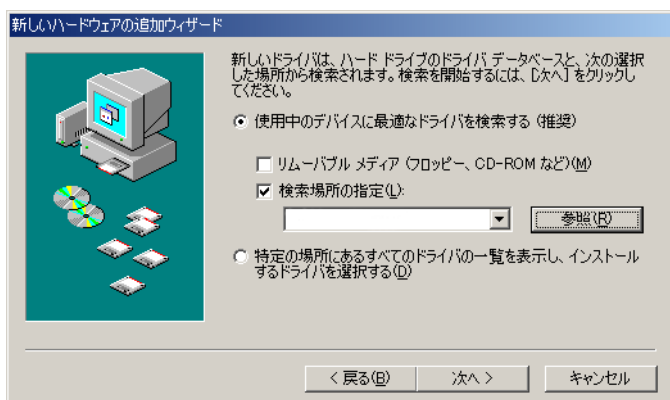 新しいハードウェアの追加ウィザード
新しいドライバは、ハード ドライブのドライバ データベースと、次の選択
した場所から検索されます。検索を開始するには、[次へ] をクリックし
てください。
使用中のデバイスに最適なドライバを検索する (推奨)
リムーバブル メディア (フロッピー、CD-ROM など)(M)
検索場所の指定(L):
参照(R)
特定の場所にあるすべてのドライバの一覧を表示し、インストール
するドライバを選択する(D)
< 戻る(B)
次へ >
キャンセル